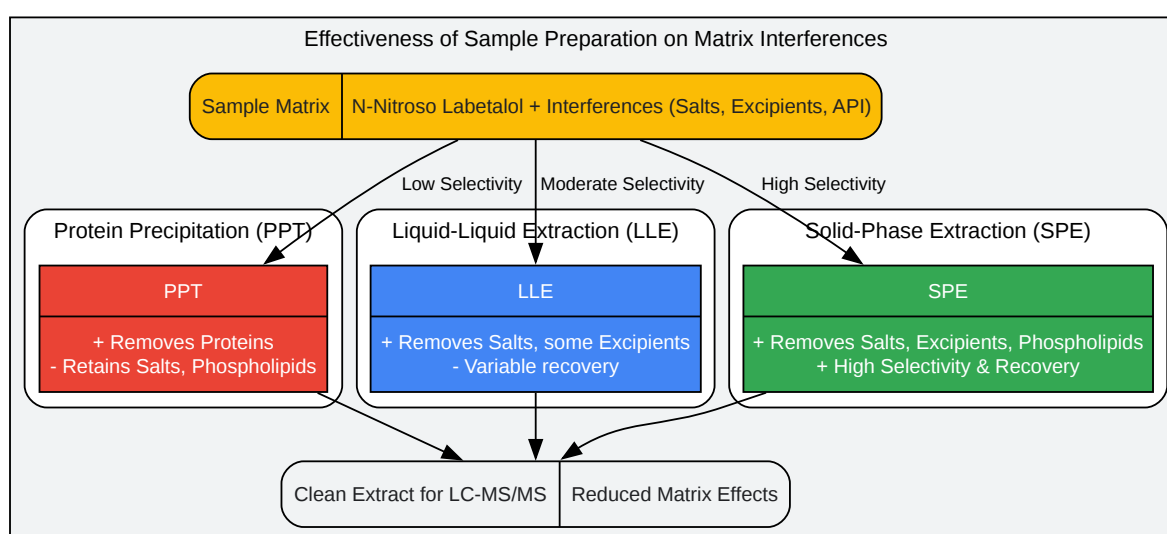 Effectiveness of Sample Preparation on Matrix Interferences
Sample Matrix
N-Nitroso Labetalol + Interferences (Salts, Excipients, API)
Low Selectivity
Moderate Selectivity
High Selectivity
Protein Precipitation (PPT)
PPT
+ Removes Proteins
- Retains Salts, Phospholipids
Liquid-Liquid Extraction (LLE)
LLE
+ Removes Salts, some Excipients
- Variable recovery
Solid-Phase Extraction (SPE)
SPE
+ Removes Salts, Excipients, Phospholipids
+ High Selectivity & Recovery
Clean Extract for LC-MS/MS
Reduced Matrix Effects